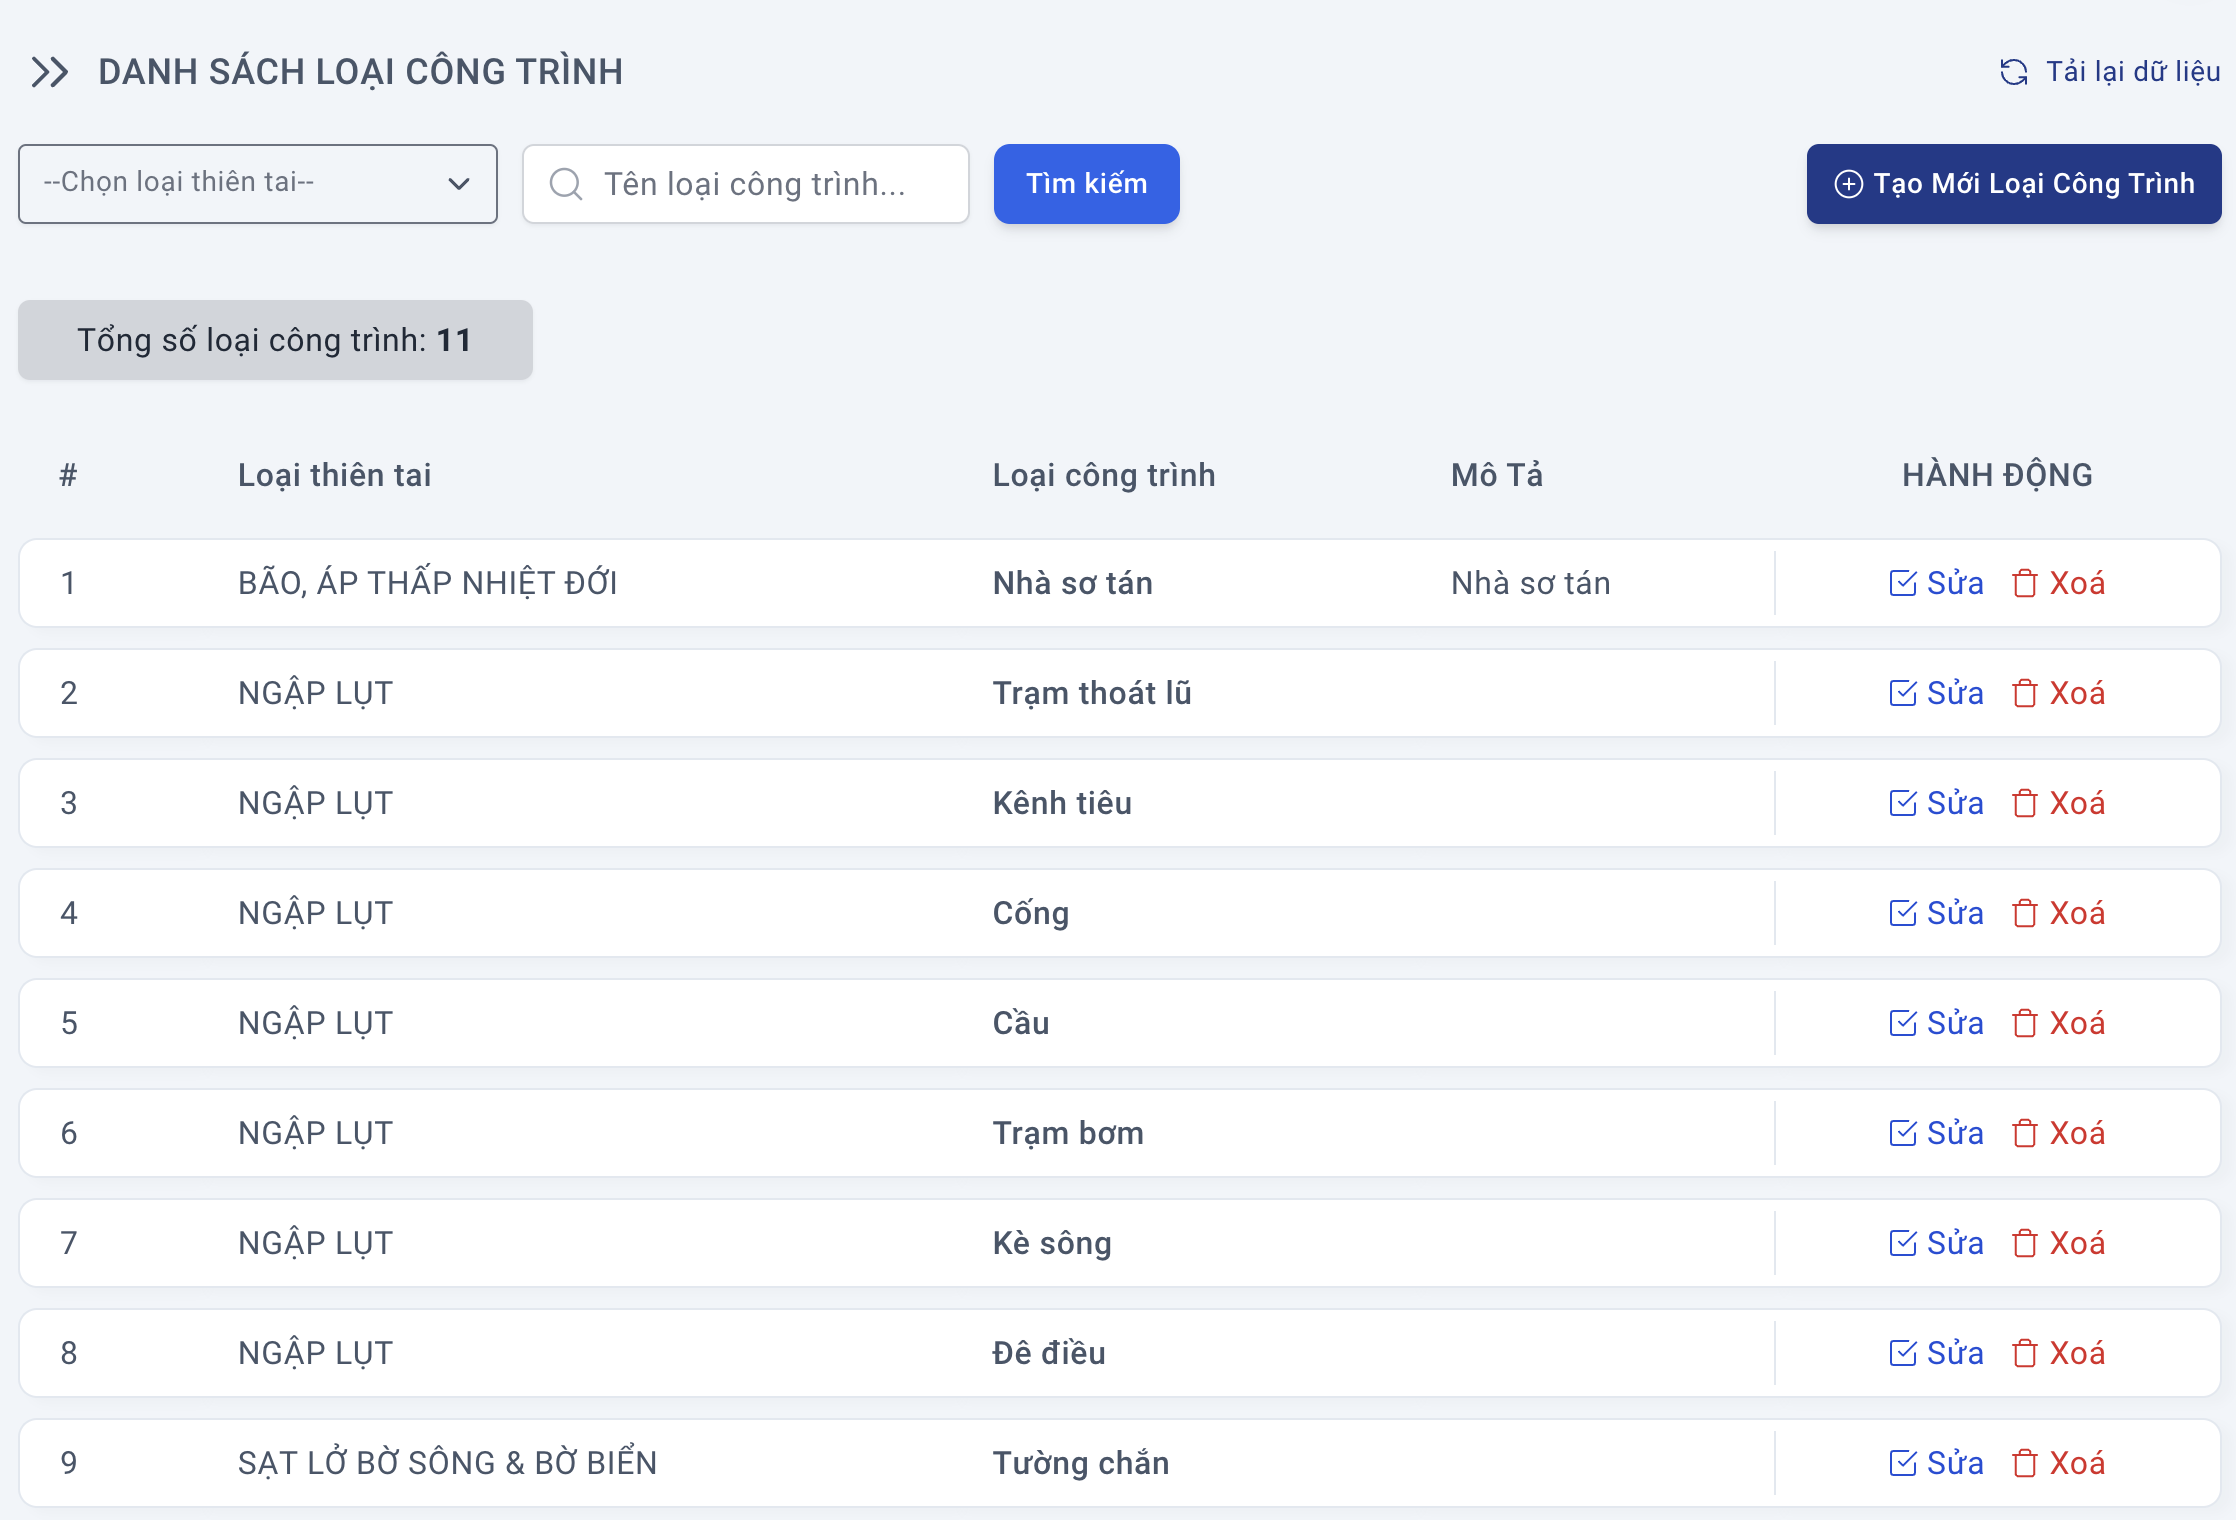 DANH SÁCH LOẠI CÔNG TRÌNH
Tải lại dữ liệu
--Chọn loại thiên tai--
Tên loại công trình...
Tìm kiếm
Tạo Mới Loại Công Trình
Tổng số loại công trình: 11
# Loại thiên tai Loại công trình Mô Tả HÀNH ĐỘNG
1 BÃO, ÁP THẤP NHIỆT ĐỚI Nhà sơ tán Nhà sơ tán Sửa Xoá
2 NGẬP LỤT Trạm thoát lũ Sửa Xoá
3 NGẬP LỤT Kênh tiêu Sửa Xoá
4 NGẬP LỤT Cống Sửa Xoá
5 NGẬP LỤT Cầu Sửa Xoá
6 NGẬP LỤT Trạm bơm Sửa Xoá
7 NGẬP LỤT Kè sông Sửa Xoá
8 NGẬP LỤT Đê điều Sửa Xoá
9 SẠT LỞ BỜ SÔNG & BỜ BIỂN Tường chắn Sửa Xoá